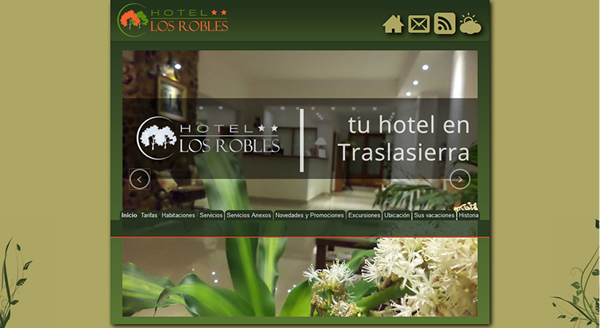 HOTEL ★★
LOS ROBLES
HOTEL ★★
LOS ROBLES
tu hotel en
Traslasierra
Inicio Tarifas Habitaciones Servicios Servicios Anexos Novedades y Promociones Excursiones Ubicación Sus vacaciones Historia